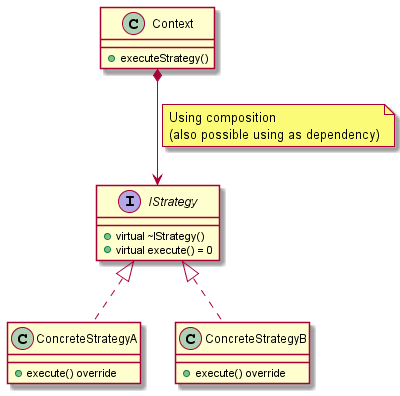 C Context
executeStrategy()
Using composition
(also possible using as dependency)
I IStrategy
virtual ~IStrategy()
virtual execute() = 0
C ConcreteStrategyA
C ConcreteStrategyB
execute() override
execute() override